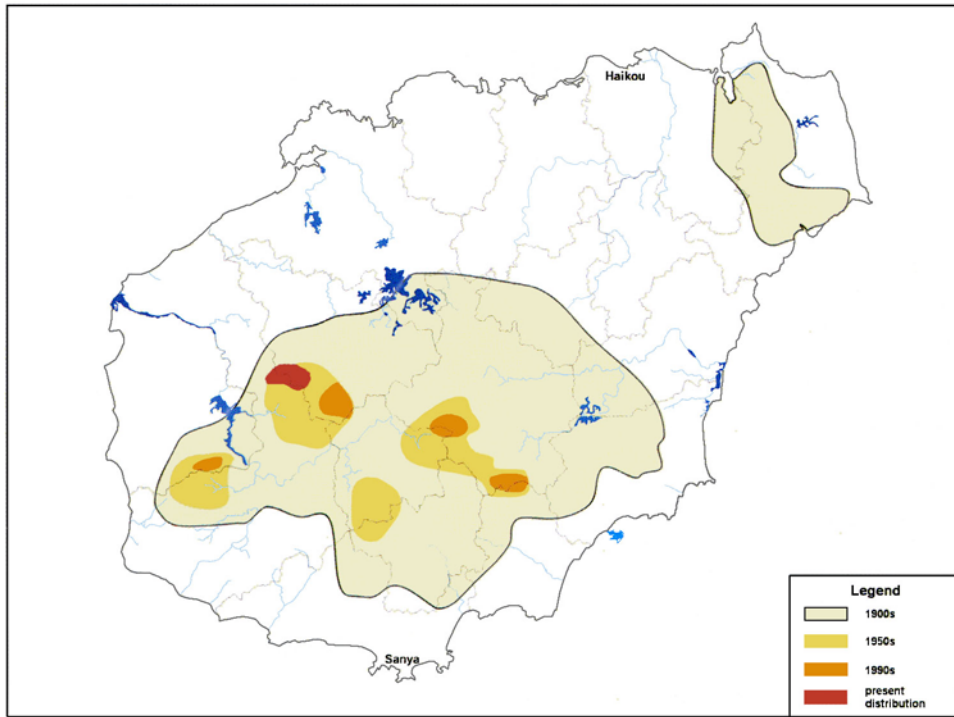 Haikou
Sanya
Legend
1900s
1950s
1990s
present
distribution